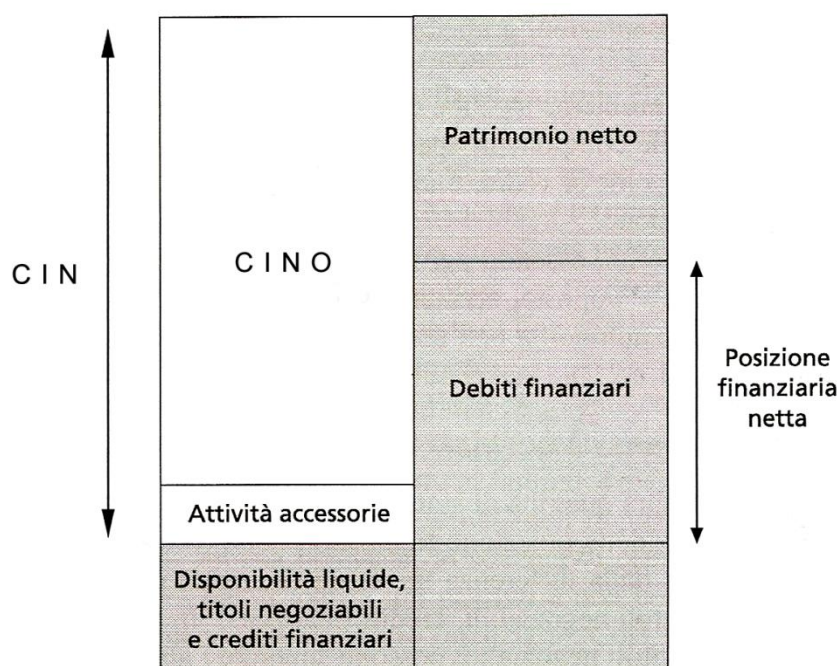 Patrimonio netto
C I N
C I N O
Debiti finanziari
Posizione
finanziaria
netta
Attività accessorie
Disponibilità liquide,
titoli negoziabili
e crediti finanziari